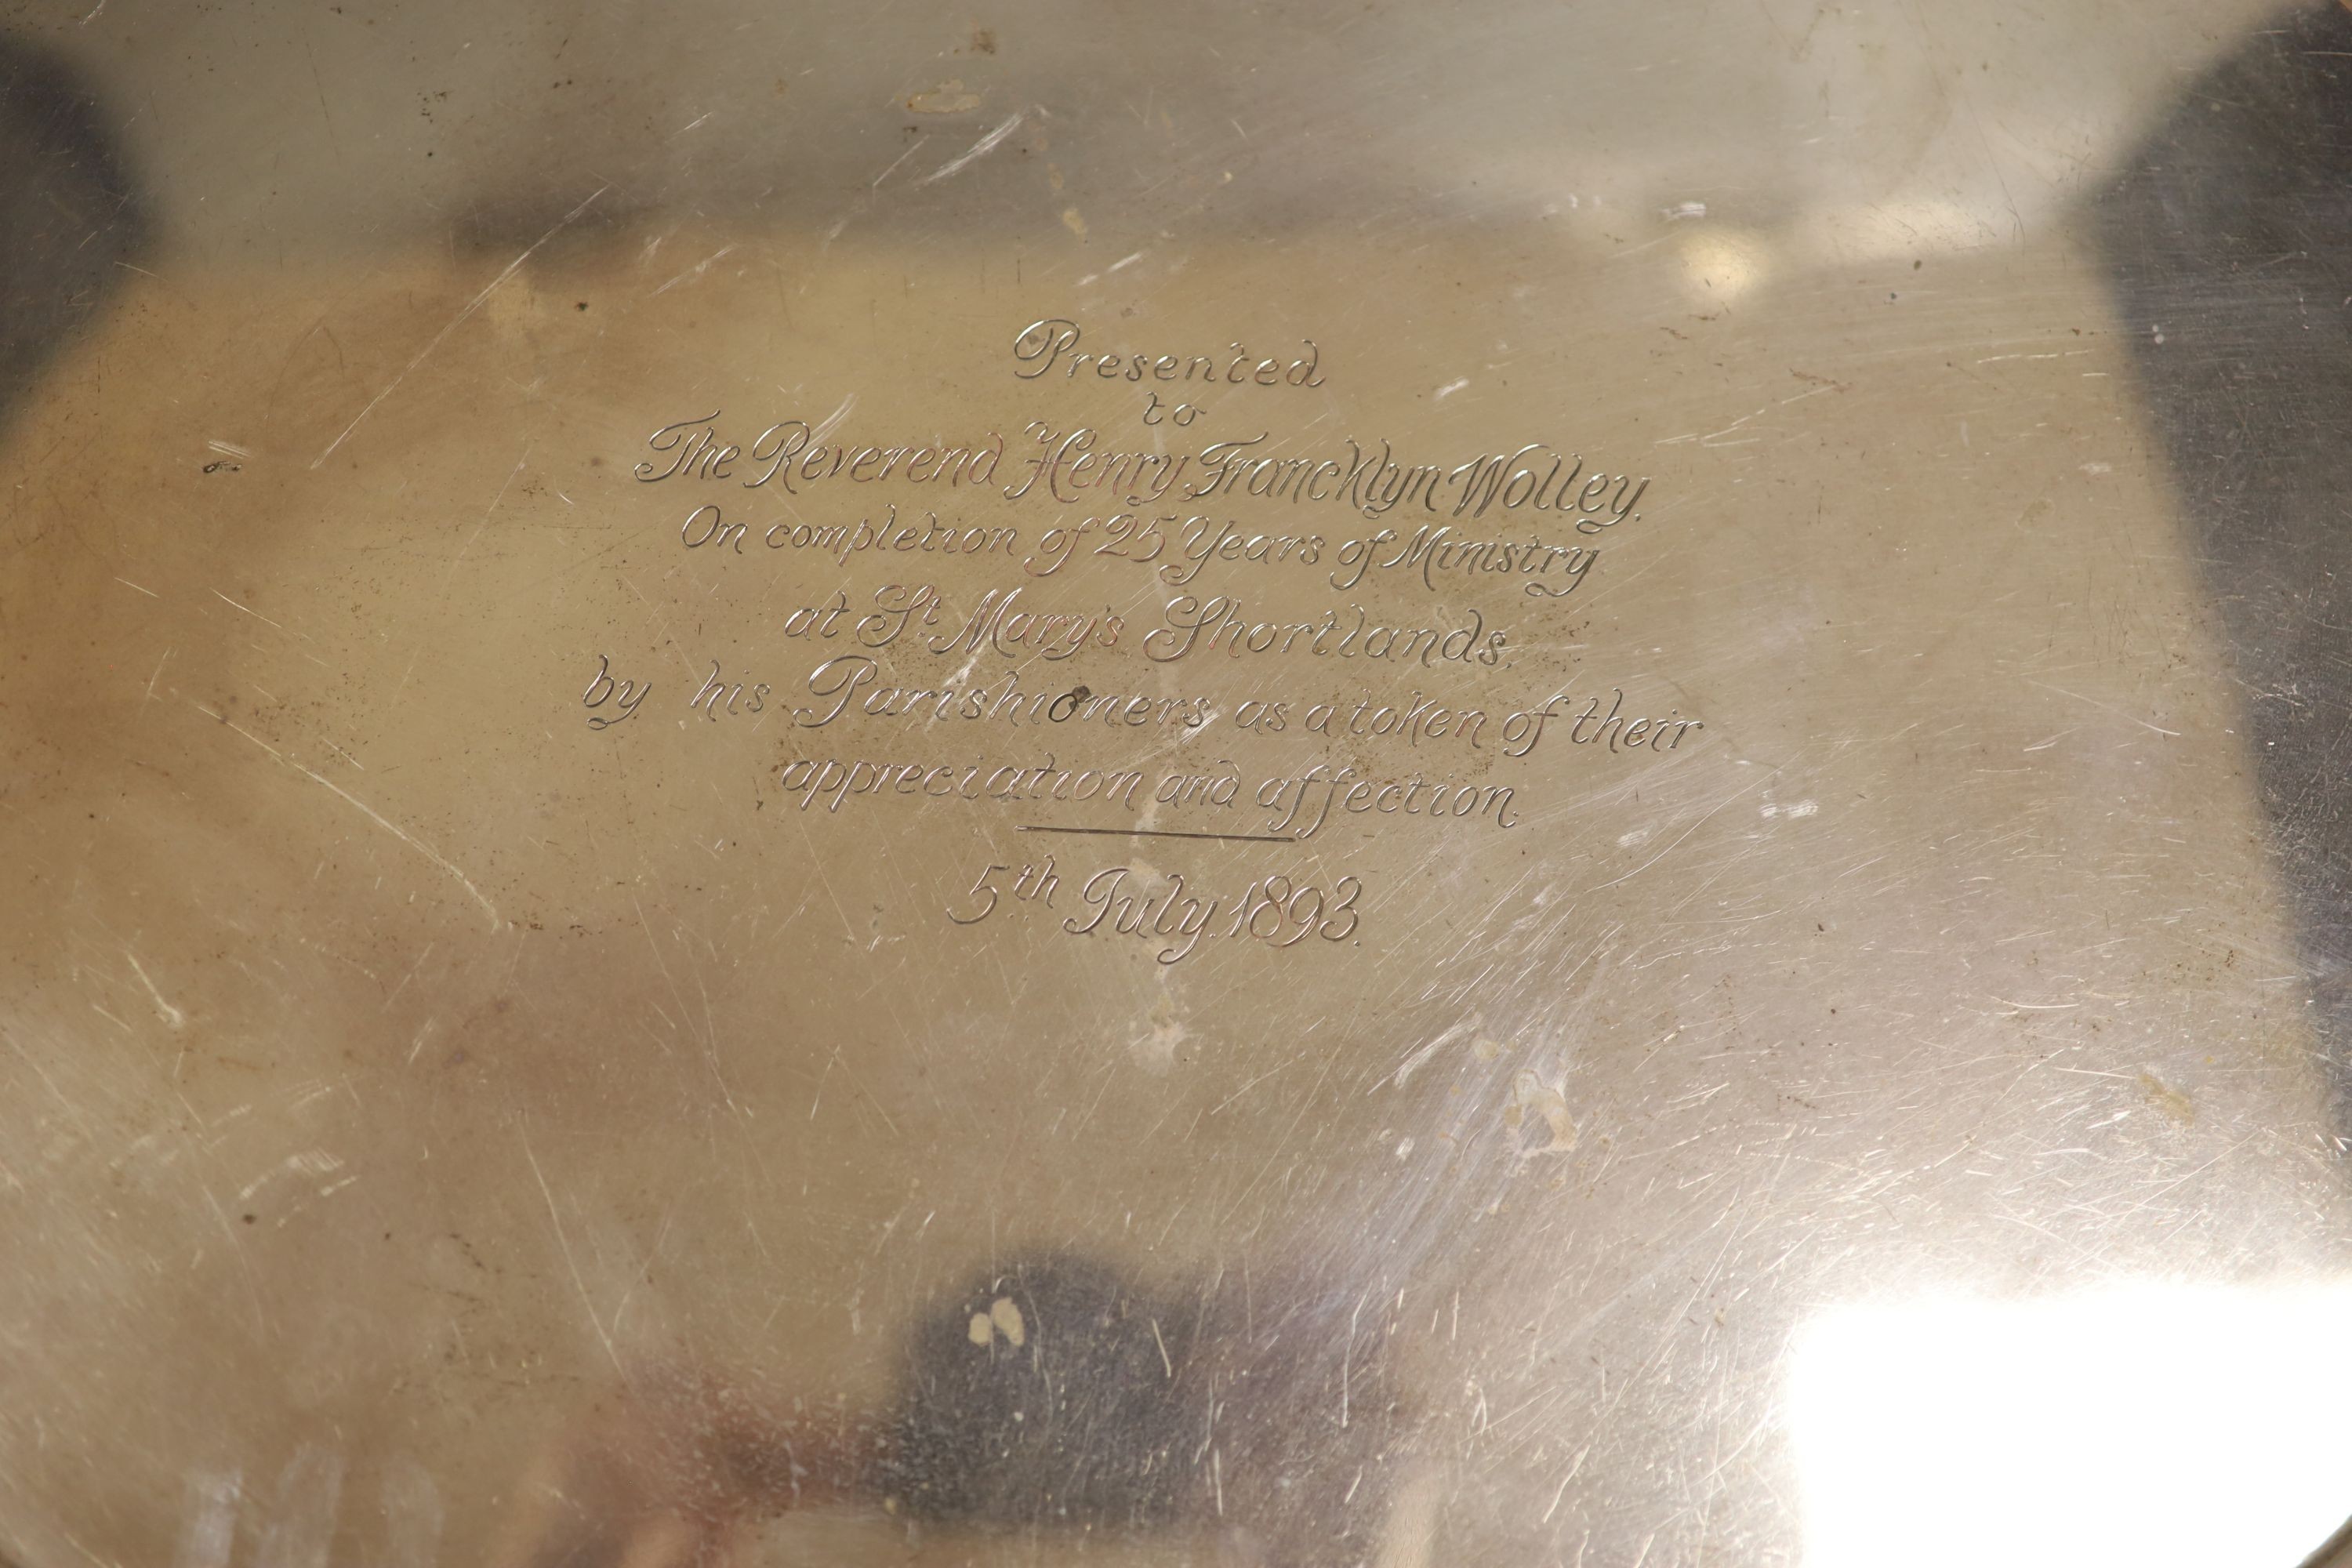 Presented
to
The Reverend Henry Francklyn Wolley.
On completion of 25 Years of Ministry
at St. Mary's Shortlands,
by his Parishioners as a token of their
appreciation and affection.
5th July 1893.